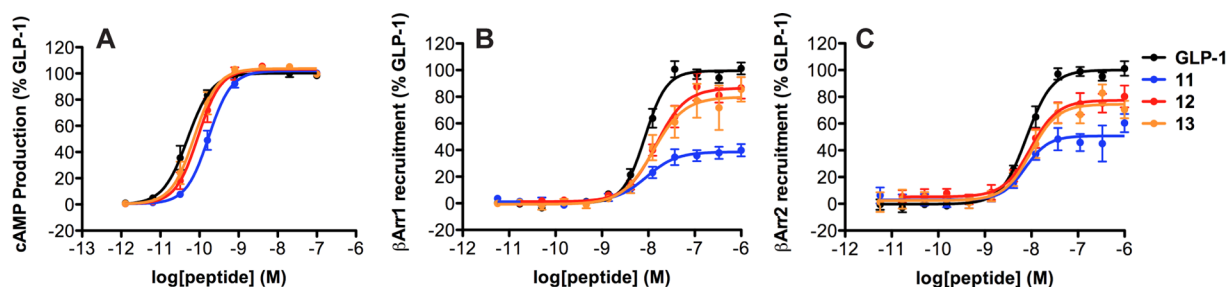 A
cAMP Production (% GLP-1)
120
100
80
60
40
20
0
-20
-13 -12 -11 -10 -9 -8 -7 -6
log[peptide] (M)
B
βArr1 recruitment (% GLP-1)
120
100
80
60
40
20
0
-20
-12 -11 -10 -9 -8 -7 -6
log[peptide] (M)
C
βArr2 recruitment (% GLP-1)
120
100
80
60
40
20
0
-20
-12 -11 -10 -9 -8 -7 -6
log[peptide] (M)
GLP-1
11
12
13